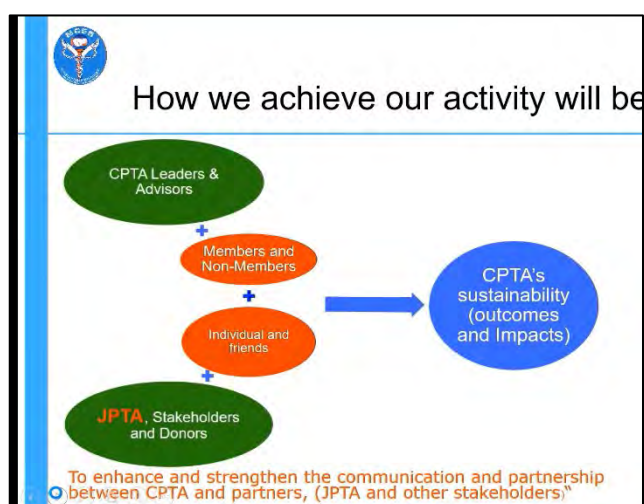 How we achieve our activity will be
CPTA Leaders &
Advisors
+
Members and
Non-Members
+
Individual and
friends
+
JPTA, Stakeholders
and Donors
CPTA's
sustainability
(outcomes
and Impacts)
To enhance and strengthen the communication and partnership
between CPTA and partners, (JPTA and other stakeholders,"